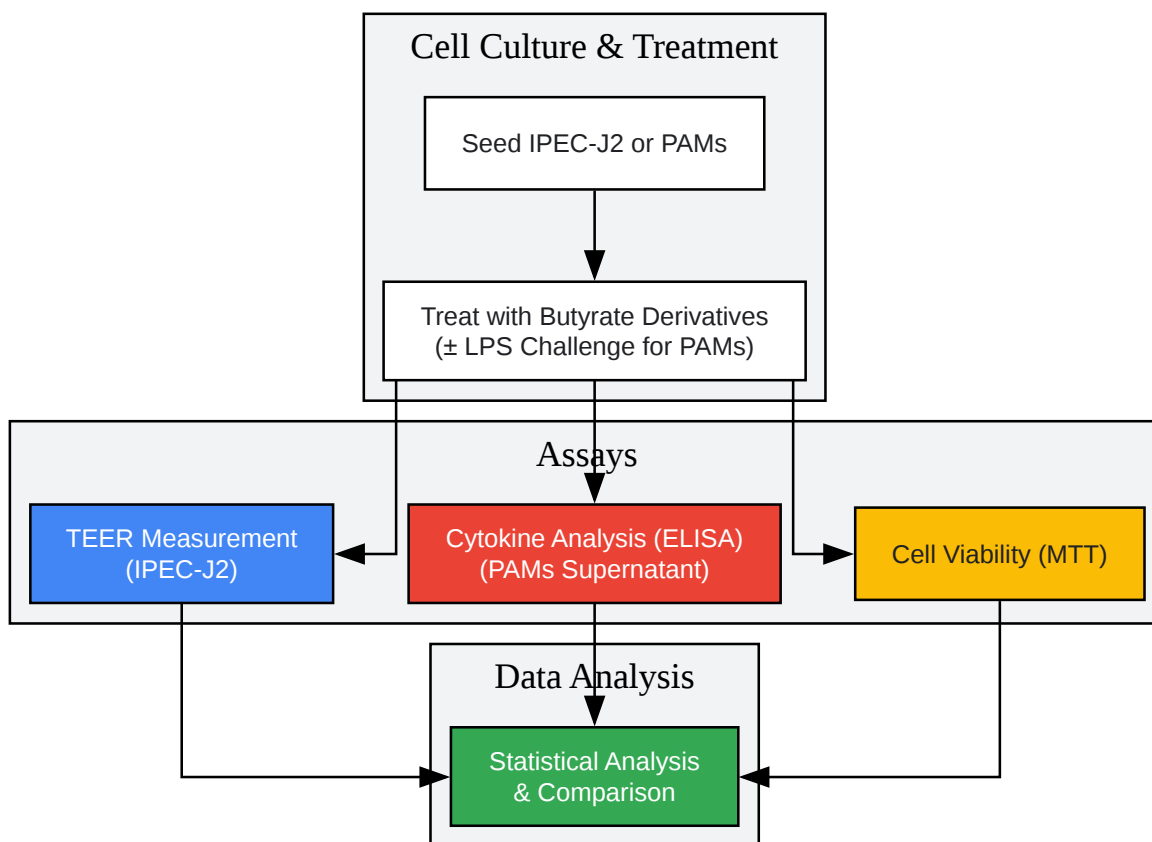 Cell Culture & Treatment
Seed IPEC-J2 or PAMs
Treat with Butyrate Derivatives
(± LPS Challenge for PAMs)
Assays
TEER Measurement
(IPEC-J2)
Cytokine Analysis (ELISA)
(PAMs Supernatant)
Cell Viability (MTT)
Data Analysis
Statistical Analysis
& Comparison